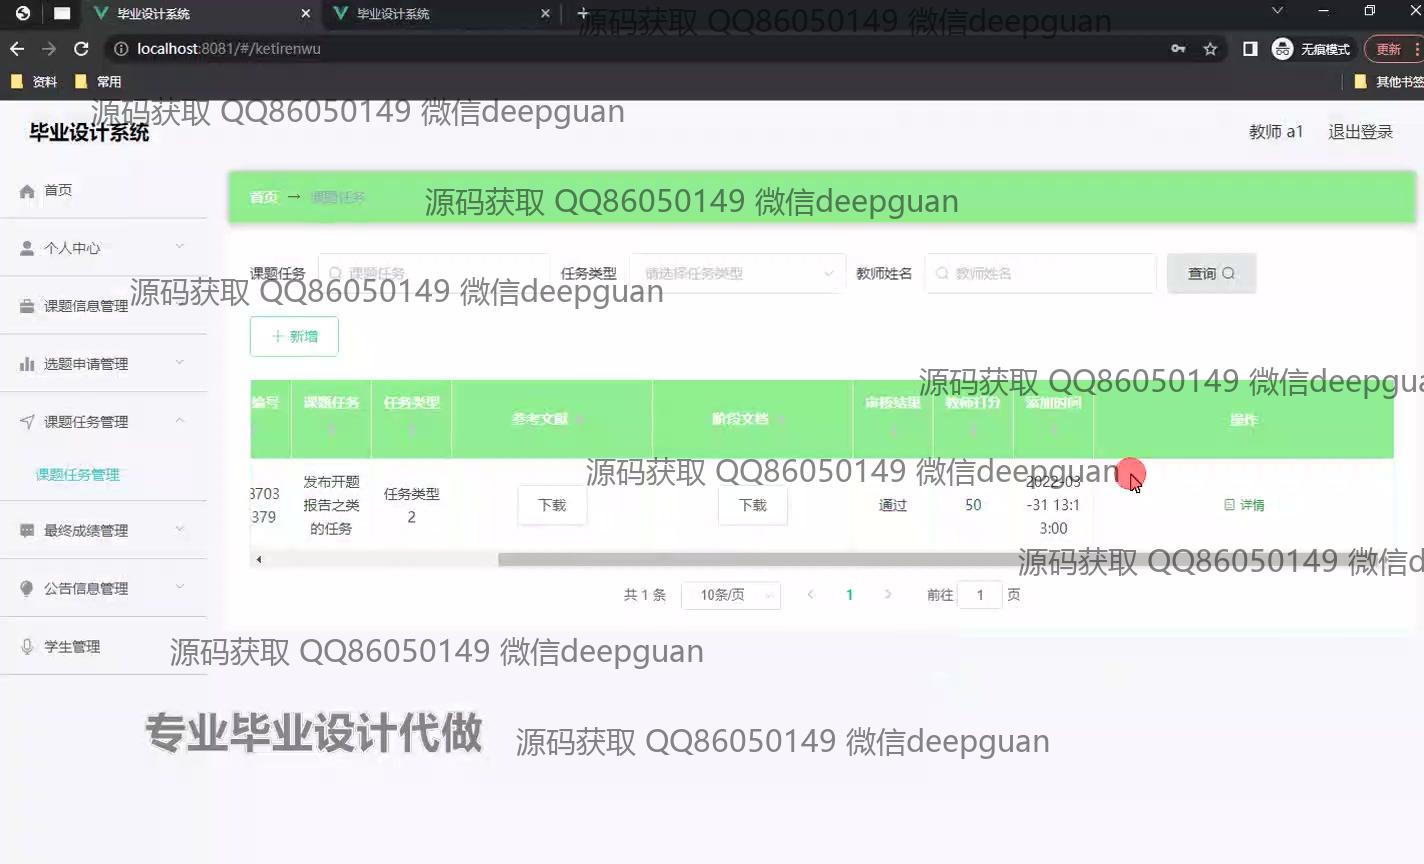 毕业设计系统
毕业设计系统
localhost:8081/#/ketirenwu
无痕模式
更新
资料
常用
其他书签
源码获取 QQ86050149 微信deepguan
源码获取 QQ86050149 微信deepguan
毕业设计系统
教师 a1
退出登录
首页
个人中心
课题信息管理
选题申请管理
课题任务管理
课题任务管理
最终成绩管理
公告信息管理
学生管理
首页 → 课题任务
源码获取 QQ86050149 微信deepguan
课题任务
课题任务
任务类型
请选择任务类型
教师姓名
教师姓名
查询
源码获取 QQ86050149 微信deepguan
新增
源码获取 QQ86050149 微信deepgua
编号
课题任务
任务类型
参考文献
阶段文档
审核结果
教师打分
添加时间
操作
源码获取 QQ86050149 微信deepguan
3703
379
发布开题
报告之类
的任务
任务类型
2
下载
下载
通过
50
2022-03
-31 13:1
3:00
详情
源码获取 QQ86050149 微信d
共 1 条
10条/页
1
前往 1 页
源码获取 QQ86050149 微信deepguan
专业毕业设计代做
源码获取 QQ86050149 微信deepguan